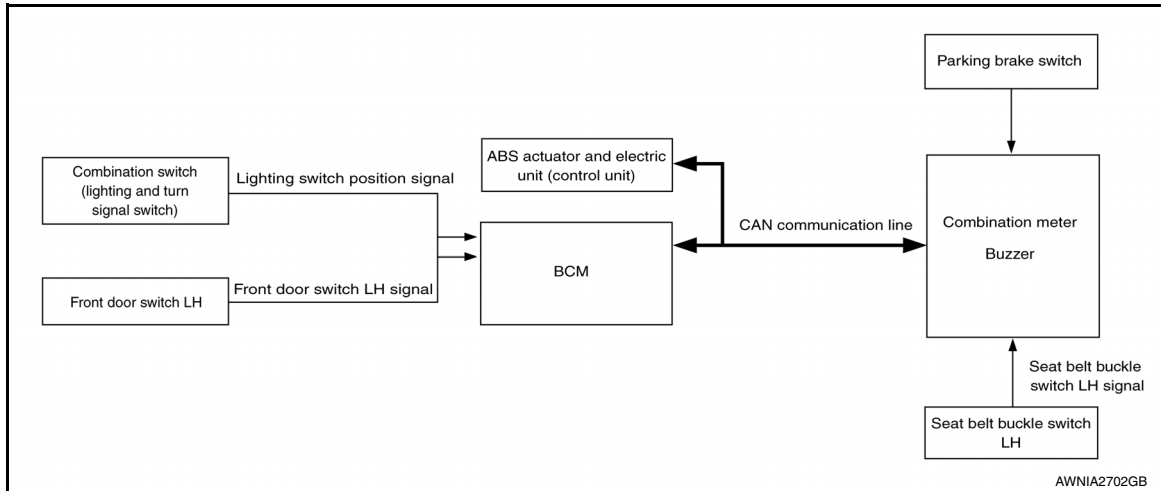 Parking brake switch
Combination switch
(lighting and turn
signal switch)
Lighting switch position signal
ABS actuator and electric
unit (control unit)
CAN communication line
Combination meter
Buzzer
BCM
Front door switch LH
Front door switch LH signal
Seat belt buckle
switch LH signal
Seat belt buckle switch
LH
AWNIA2702GB